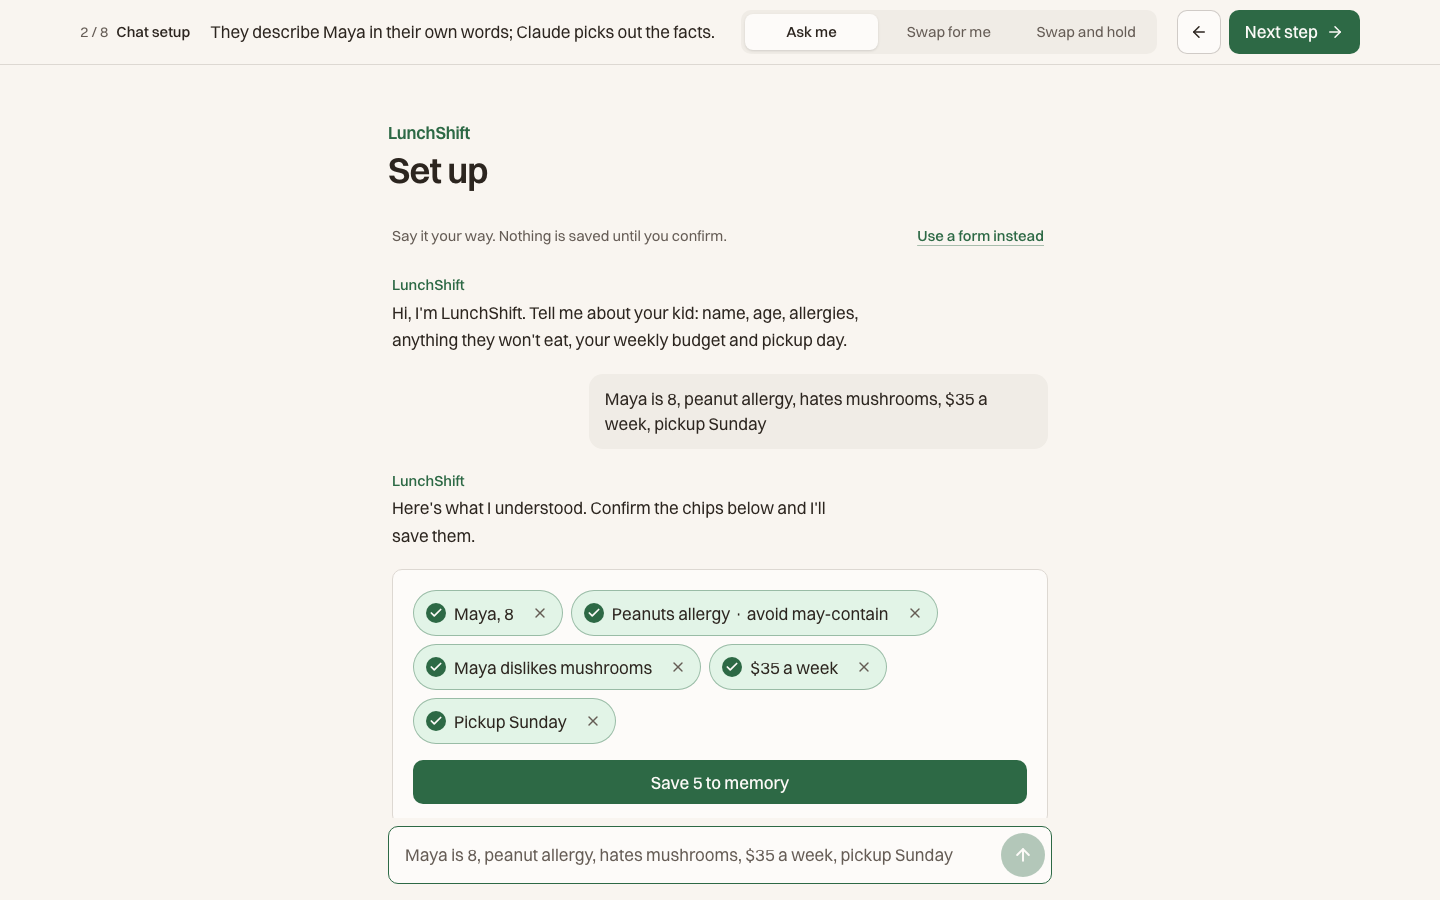 2 / 8 Chat setup They describe Maya in their own words; Claude picks out the facts. Ask me Swap for me Swap and hold Next step
LunchShift
Set up
Say it your way. Nothing is saved until you confirm. Use a form instead
LunchShift
Hi, I'm LunchShift. Tell me about your kid: name, age, allergies,
anything they won't eat, your weekly budget and pickup day.
Maya is 8, peanut allergy, hates mushrooms, $35 a
week, pickup Sunday
LunchShift
Here's what I understood. Confirm the chips below and I'll
save them.
Maya, 8 Peanuts allergy · avoid may-contain
Maya dislikes mushrooms $35 a week
Pickup Sunday
Save 5 to memory
Maya is 8, peanut allergy, hates mushrooms, $35 a week, pickup Sunday